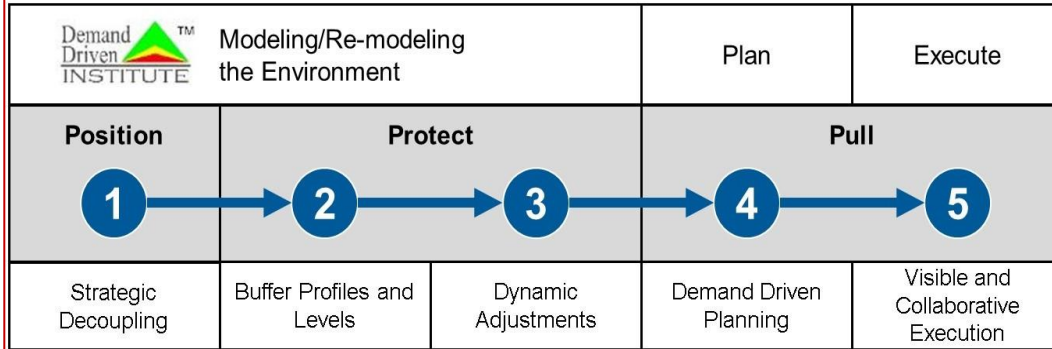 Demand
Driven
INSTITUTE
TM
Modeling/Re-modeling
the Environment
Plan
Execute
Position
Protect
Pull
1
2
3
4
5
Strategic
Decoupling
Buffer Profiles and
Levels
Dynamic
Adjustments
Demand Driven
Planning
Visible and
Collaborative
Execution